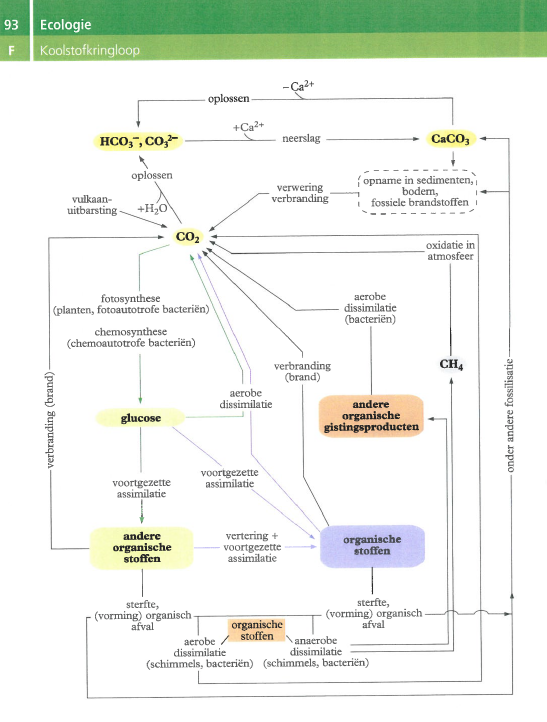 93 Ecologie
F Koolstofkringloop
−Ca²⁺
oplossen
+Ca²⁺
HCO₃⁻, CO₃²⁻
neerslag
CaCO₃
oplossen
opname in sedimenten,
bodem,
fossiele brandstoffen
verwering
verbranding
vulkaan-
uitbarsting
+H₂O
CO₂
oxidatie in
atmosfeer
fotosynthese
(planten, fotoautotrofe bacteriën)
aerobe
dissimilatie
(bacteriën)
chemosynthese
(chemoautotrofe bacteriën)
verbranding
(brand)
CH₄
aerobe
dissimilatie
andere
organische
gistingsproducten
glucose
verbranding (brand)
onder andere fossilisatie
voortgezette
assimilatie
voortgezette
assimilatie
andere
organische
stoffen
vertering +
voortgezette
assimilatie
organische
stoffen
sterfte,
(vorming) organisch
afval
sterfte,
(vorming) organisch
afval
organische
stoffen
aerobe
dissimilatie
(schimmels, bacteriën)
anaerobe
dissimilatie
(schimmels, bacteriën)